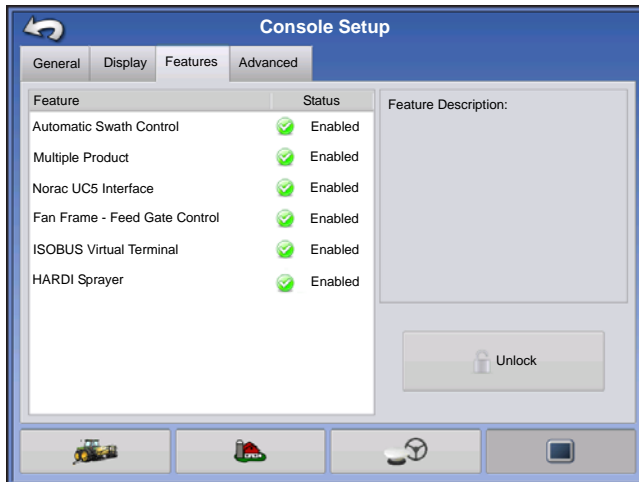 Console Setup
General Display Features Advanced
Feature Status
Automatic Swath Control Enabled
Multiple Product Enabled
Norac UC5 Interface Enabled
Fan Frame - Feed Gate Control Enabled
ISOBUS Virtual Terminal Enabled
HARDI Sprayer Enabled
Feature Description:
Unlock